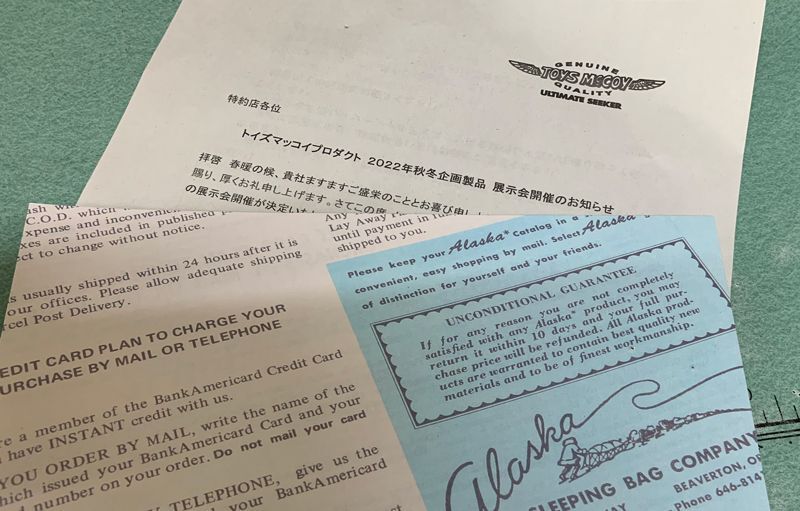 GENUINE
TOYS McCOY
QUALITY
ULTIMATE SEEKER
特約店各位
トイズマッコイプロダクト 2022年秋冬企画製品 展示会開催のお知らせ
拝啓 春暖の候、貴社ますますご盛栄のこととお喜び申し
賜り、厚くお礼申し上げます。さてこの度
の展示会開催が決定いた
C.O.D. which
expense and inconven
are included in published
ct to change without notice.
usually shipped within 24 hours after it is
our offices. Please allow adequate shipping
rcel Post Delivery.
EDIT CARD PLAN TO CHARGE YOUR
URCHASE BY MAIL OR TELEPHONE
re a member of the BankAmericard Credit Card
have INSTANT credit with us.
YOU ORDER BY MAIL, write the name of the
hich issued your BankAmericard Card and your
d number on your order. Do not mail your card
TELEPHONE, give us the
your BankAmericard
Any
Lay Away
until payment in
shipped to you.
Please keep your Alaska* Catalog in a
convenient, easy shopping by mail. Select Alaska
of distinction for yourself and your friends.
UNCONDITIONAL GUARANTEE
If for any reason you are not completely
satisfied with any Alaska* product, you may
return it within 10 days and your full pur-
chase price will be refunded. All Alaska prod-
ucts are warranted to contain best quality new
materials and to be of finest workmanship.
Alaska
SLEEPING BAG COMPANY
WAY
BEAVERTON, O
Phone 646-814